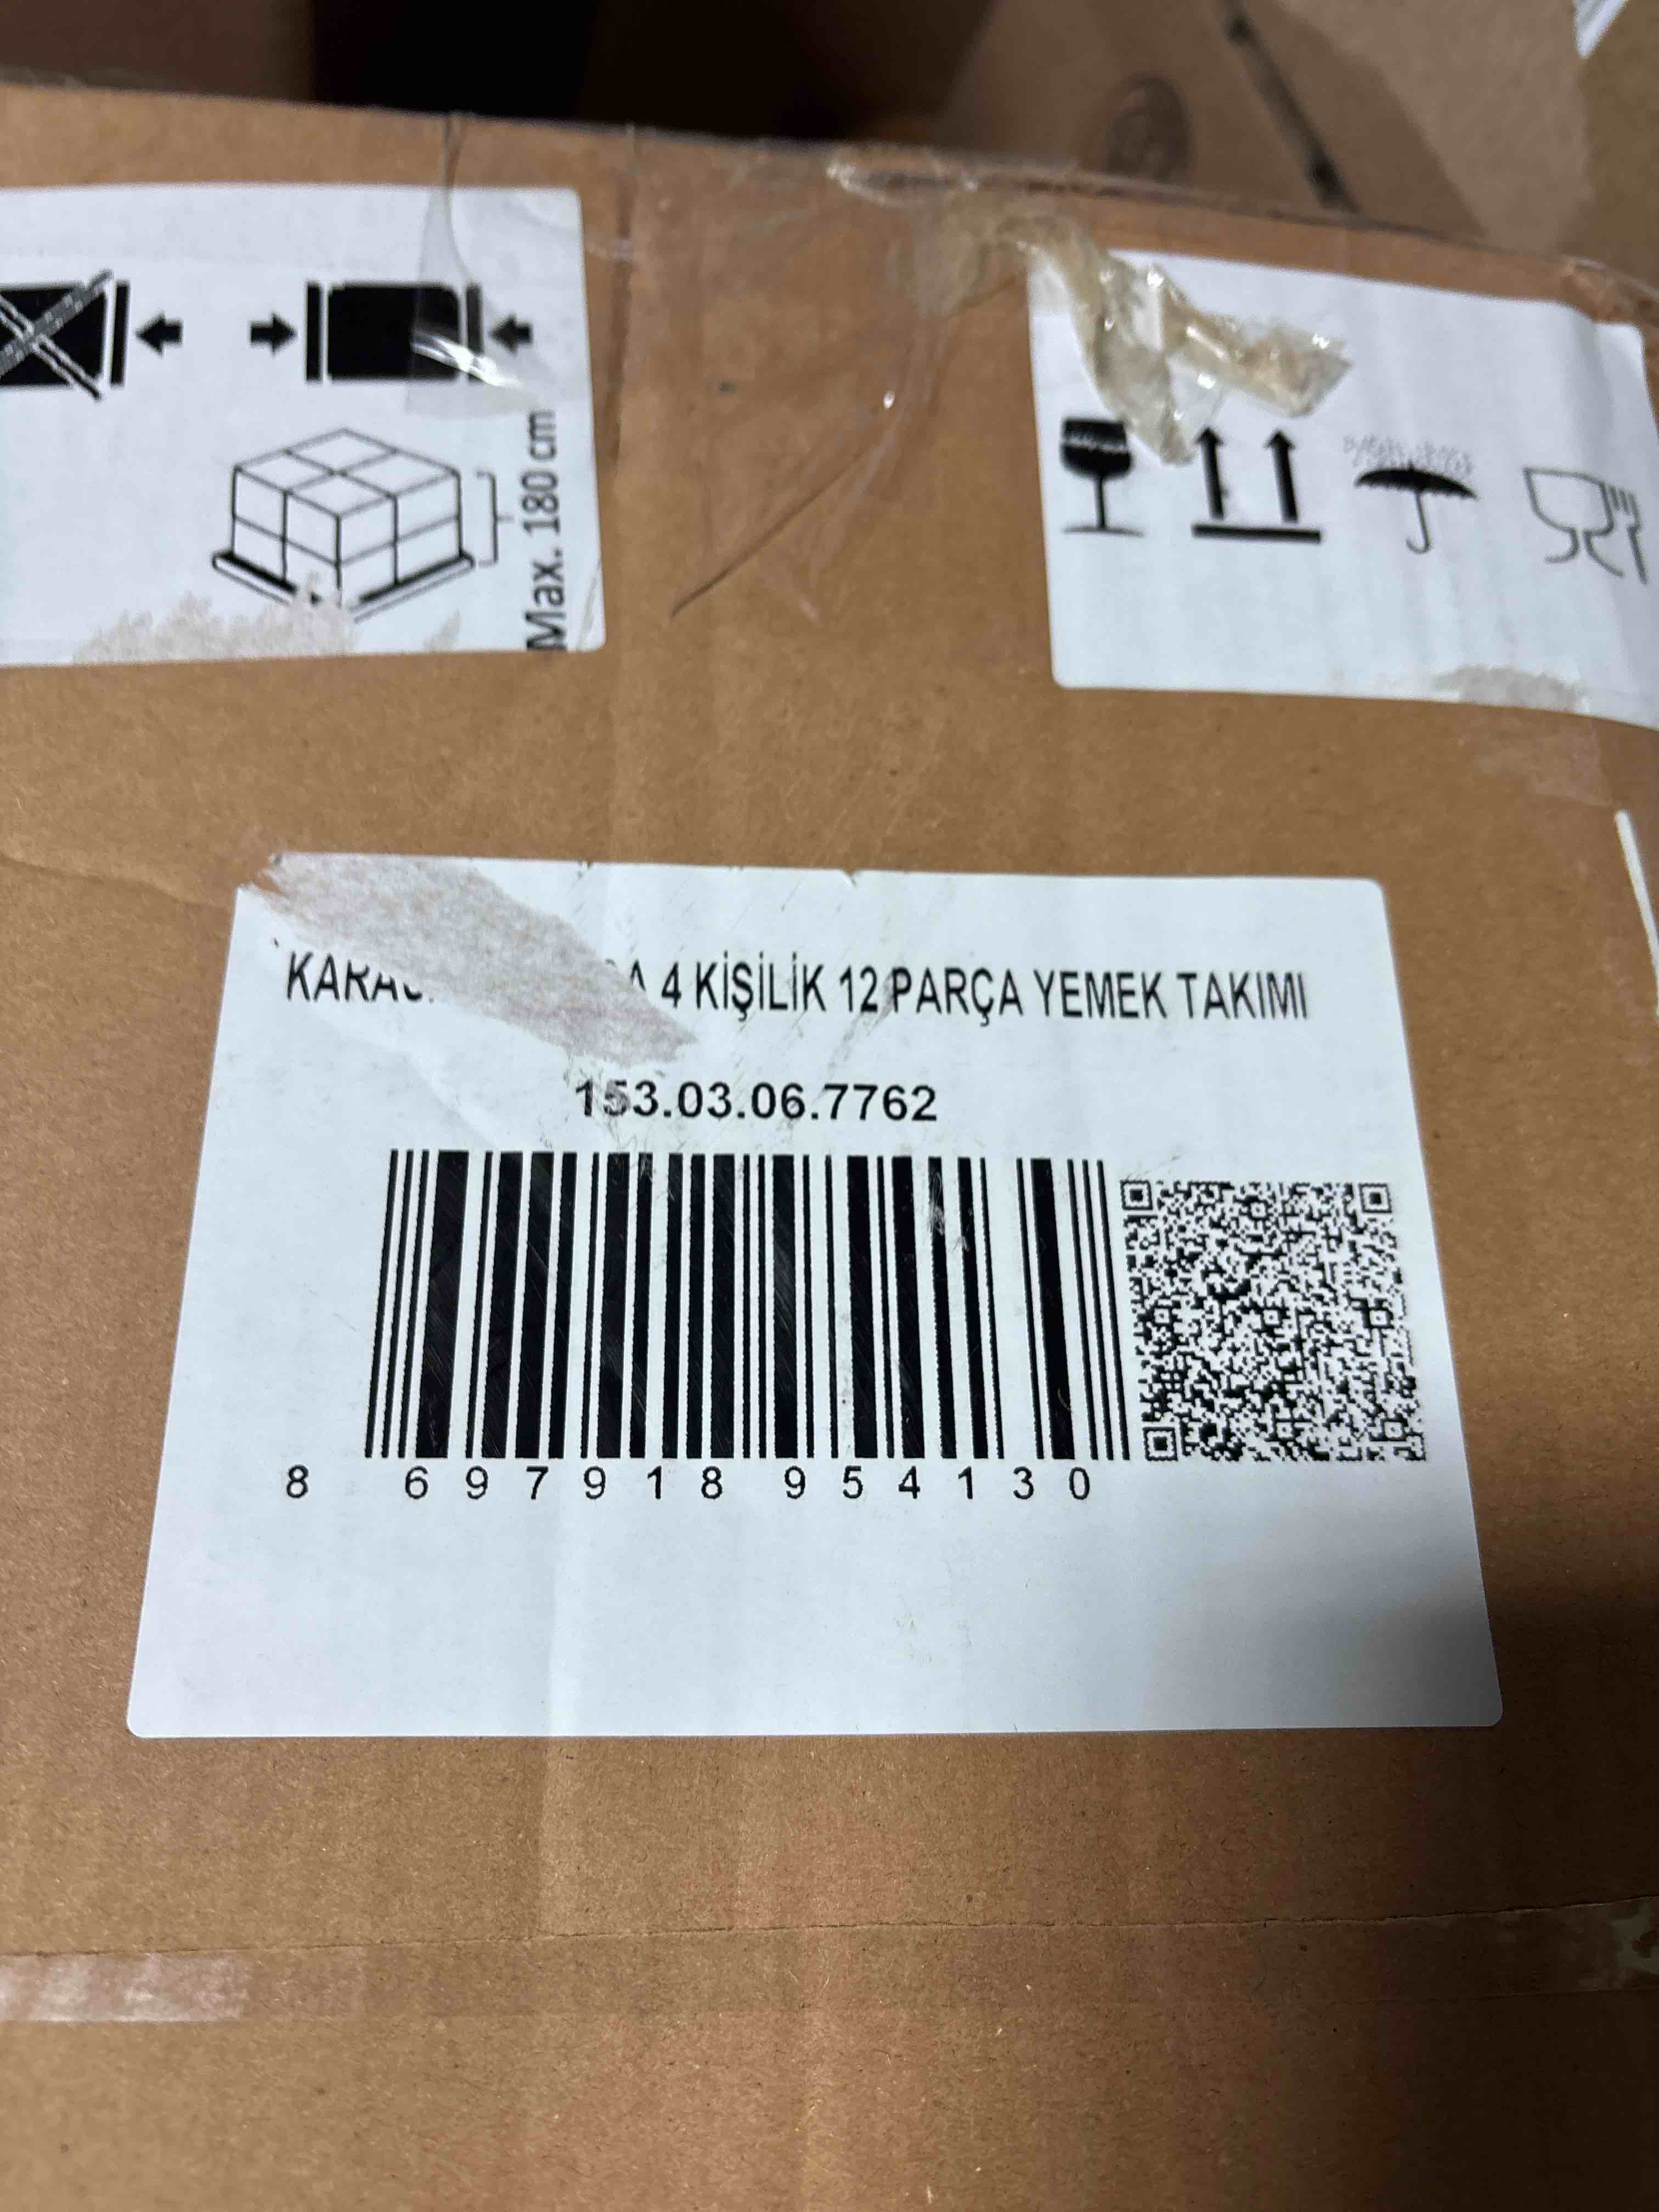 Max. 180 cm
4 KİŞİLİK 12 PARÇA YEMEK TAKIMI
153.03.06.7762
8 697918 954130